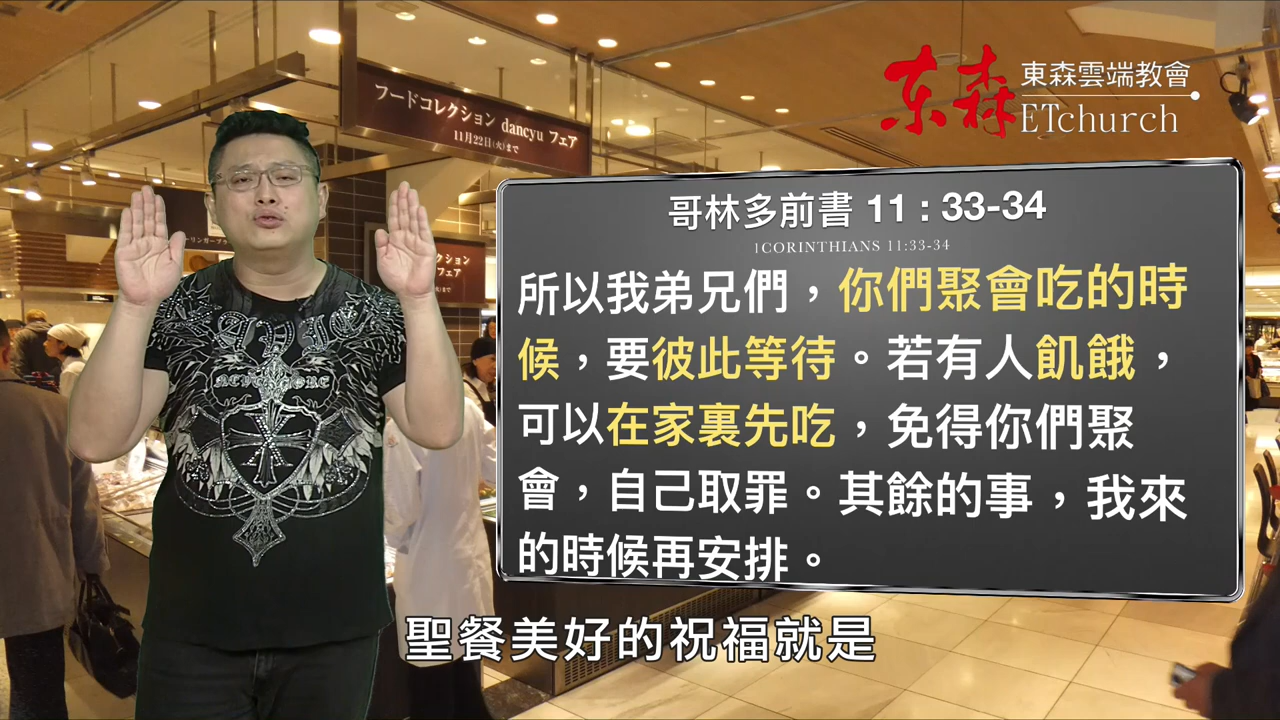 フードコレクション dancyu フェア
11月22日(火)まで
东森
東森雲端教會
ETchurch
哥林多前書 11 : 33-34
1CORINTHIANS 11:33-34
所以我弟兄們，你們聚會吃的時
候，要彼此等待。若有人飢餓，
可以在家裏先吃，免得你們聚
會，自己取罪。其餘的事，我來
的時候再安排。
聖餐美好的祝福就是